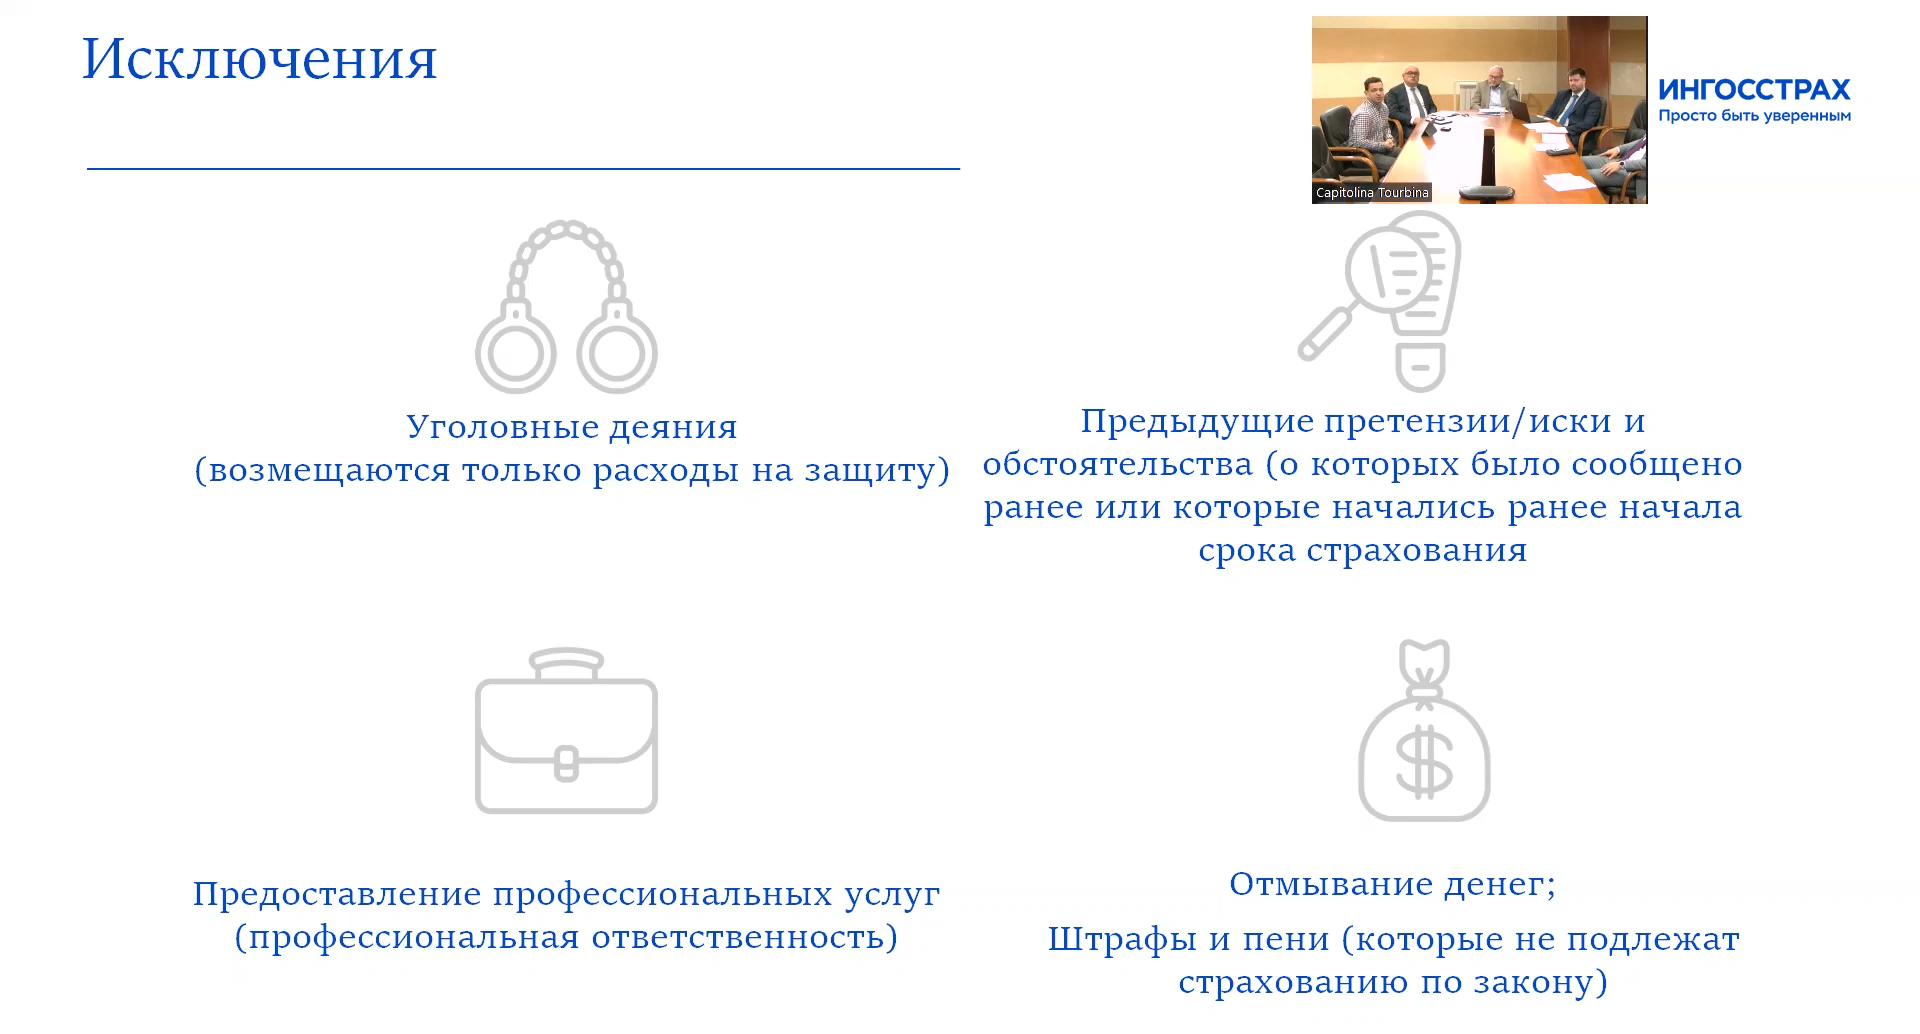 Исключения
Capitolina Tourbina
ИНГОССТРАХ
Просто быть уверенным
Уголовные деяния
(возмещаются только расходы на защиту)
Предыдущие претензии/иски и
обстоятельства (о которых было сообщено
ранее или которые начались ранее начала
срока страхования
Предоставление профессиональных услуг
(профессиональная ответственность)
Отмывание денег;
Штрафы и пени (которые не подлежат
страхованию по закону)